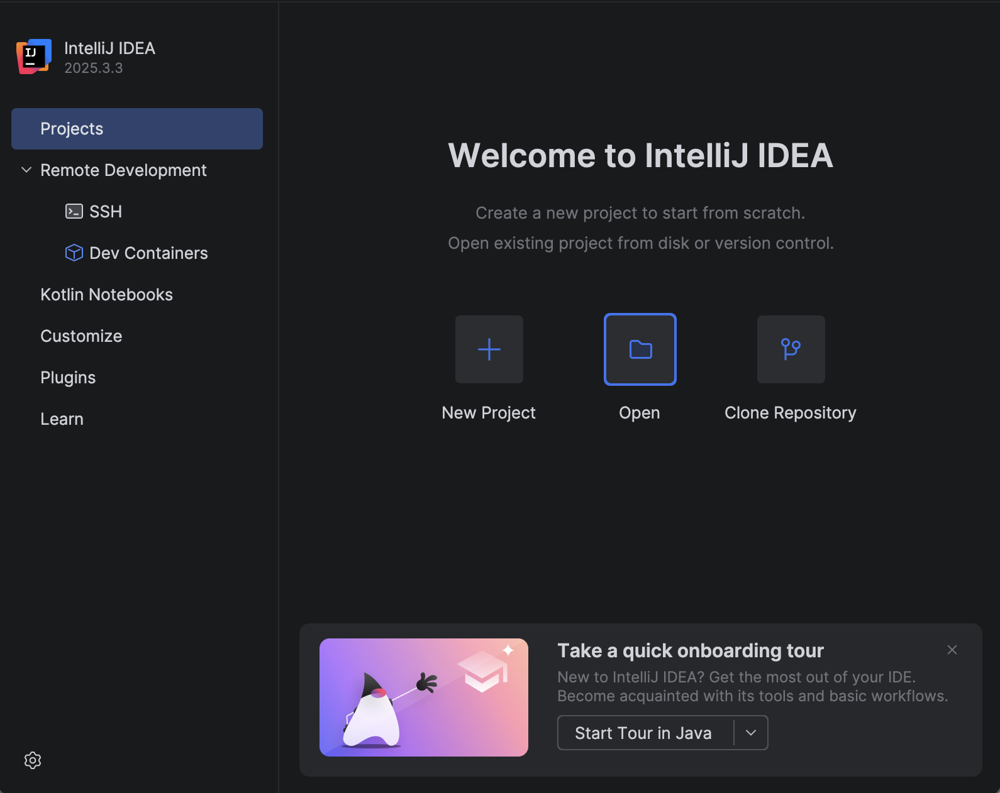 IJ
IntelliJ IDEA
2025.3.3
Projects
Remote Development
SSH
Dev Containers
Kotlin Notebooks
Customize
Plugins
Learn
Welcome to IntelliJ IDEA
Create a new project to start from scratch.
Open existing project from disk or version control.
New Project
Open
Clone Repository
Take a quick onboarding tour
New to IntelliJ IDEA? Get the most out of your IDE.
Become acquainted with its tools and basic workflows.
Start Tour in Java